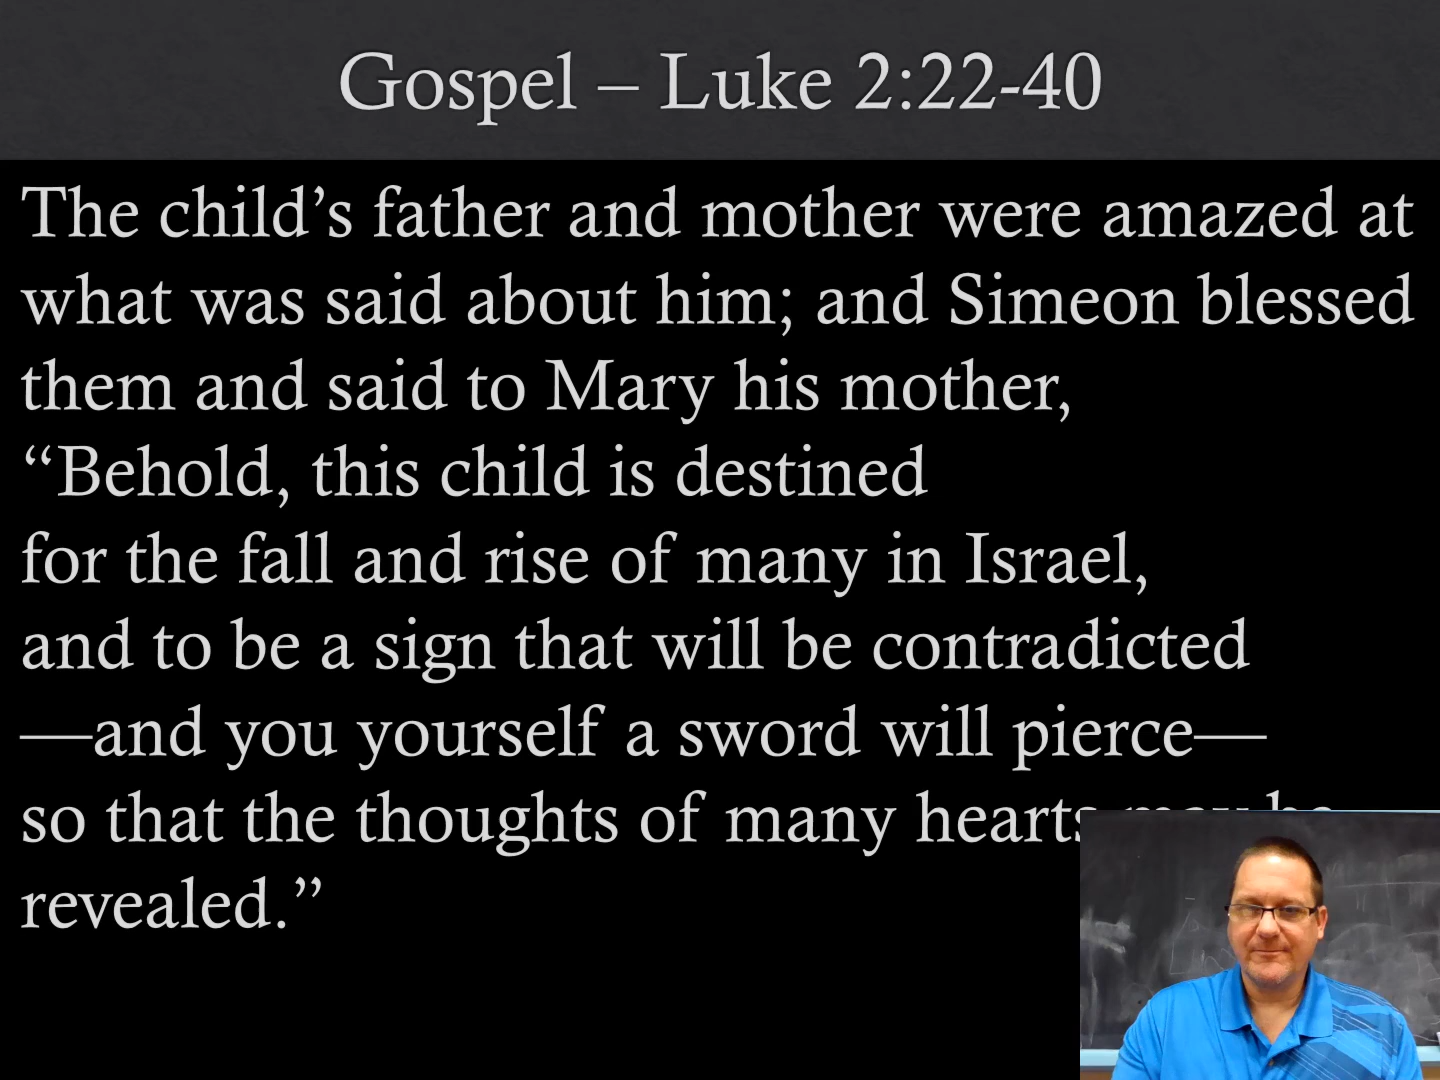 Gospel – Luke 2:22-40
The child’s father and mother were amazed at
what was said about him; and Simeon blessed
them and said to Mary his mother,
“Behold, this child is destined
for the fall and rise of many in Israel,
and to be a sign that will be contradicted
—and you yourself a sword will pierce—
so that the thoughts of many hearts may be
revealed.”